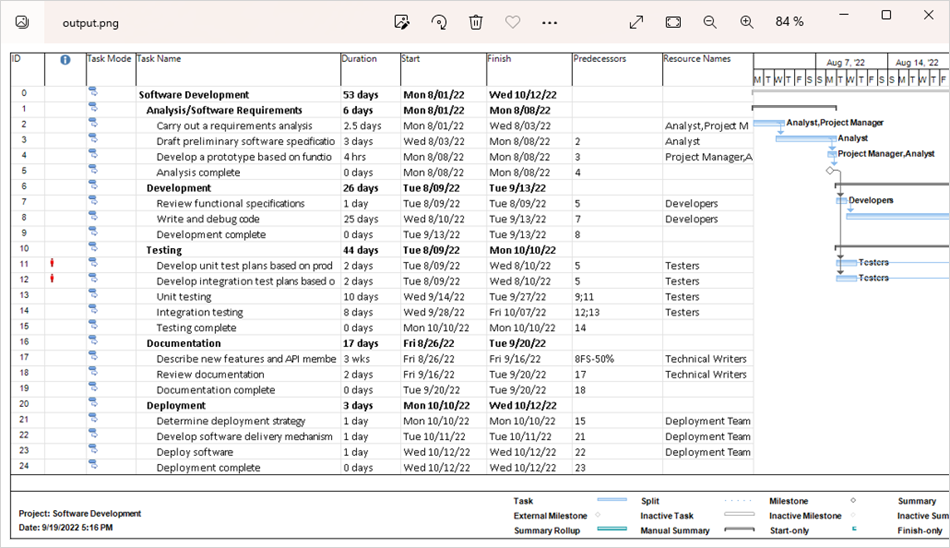 output.png 84 %
ID Task Mode Task Name Duration Start Finish Predecessors Resource Names Aug 7, '22 Aug 14, '22
M T W T F S S M T W T F S S M T W T F
0 Software Development 53 days Mon 8/01/22 Wed 10/12/22
1 Analysis/Software Requirements 6 days Mon 8/01/22 Mon 8/08/22
2 Carry out a requirements analysis 2.5 days Mon 8/01/22 Wed 8/03/22 Analyst,Project M Analyst,Project Manager
3 Draft preliminary software specificatio 3 days Wed 8/03/22 Mon 8/08/22 2 Analyst Analyst
4 Develop a prototype based on functio 4 hrs Mon 8/08/22 Mon 8/08/22 3 Project Manager,A Project Manager,Analyst
5 Analysis complete 0 days Mon 8/08/22 Mon 8/08/22 4
6 Development 26 days Tue 8/09/22 Tue 9/13/22
7 Review functional specifications 1 day Tue 8/09/22 Tue 8/09/22 5 Developers Developers
8 Write and debug code 25 days Wed 8/10/22 Tue 9/13/22 7 Developers
9 Development complete 0 days Tue 9/13/22 Tue 9/13/22 8
10 Testing 44 days Tue 8/09/22 Mon 10/10/22
11 Develop unit test plans based on prod 2 days Tue 8/09/22 Wed 8/10/22 5 Testers Testers
12 Develop integration test plans based o 2 days Tue 8/09/22 Wed 8/10/22 5 Testers Testers
13 Unit testing 10 days Wed 9/14/22 Tue 9/27/22 9;11 Testers
14 Integration testing 8 days Wed 9/28/22 Fri 10/07/22 12;13 Testers
15 Testing complete 0 days Mon 10/10/22 Mon 10/10/22 14
16 Documentation 17 days Fri 8/26/22 Tue 9/20/22
17 Describe new features and API membe 3 wks Fri 8/26/22 Fri 9/16/22 8FS-50% Technical Writers
18 Review documentation 2 days Fri 9/16/22 Tue 9/20/22 17 Technical Writers
19 Documentation complete 0 days Tue 9/20/22 Tue 9/20/22 18
20 Deployment 3 days Mon 10/10/22 Wed 10/12/22
21 Determine deployment strategy 1 day Mon 10/10/22 Mon 10/10/22 15 Deployment Team
22 Develop software delivery mechanism 1 day Tue 10/11/22 Tue 10/11/22 21 Deployment Team
23 Deploy software 1 day Wed 10/12/22 Wed 10/12/22 22 Deployment Team
24 Deployment complete 0 days Wed 10/12/22 Wed 10/12/22 23
Task Split Milestone Summary
Project: Software Development External Milestone Inactive Task Inactive Milestone Inactive Sum
Date: 9/19/2022 5:16 PM Summary Rollup Manual Summary Start-only Finish-only